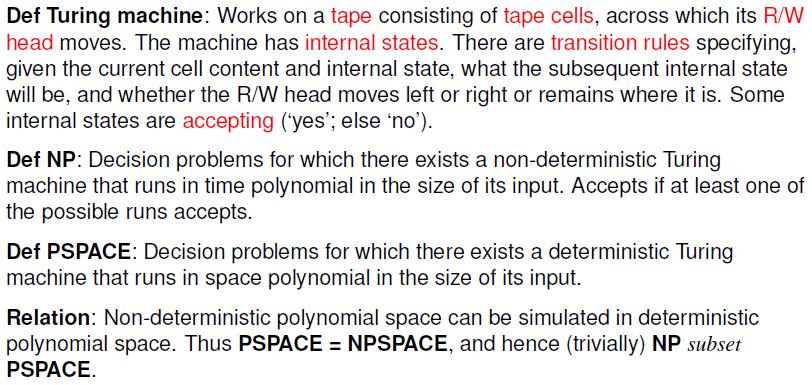 Def Turing machine: Works on a tape consisting of tape cells, across which its R/W
head moves. The machine has internal states. There are transition rules specifying,
given the current cell content and internal state, what the subsequent internal state
will be, and whether the R/W head moves left or right or remains where it is. Some
internal states are accepting (‘yes’; else ‘no’).
Def NP: Decision problems for which there exists a non-deterministic Turing
machine that runs in time polynomial in the size of its input. Accepts if at least one of
the possible runs accepts.
Def PSPACE: Decision problems for which there exists a deterministic Turing
machine that runs in space polynomial in the size of its input.
Relation: Non-deterministic polynomial space can be simulated in deterministic
polynomial space. Thus PSPACE = NPSPACE, and hence (trivially) NP subset
PSPACE.